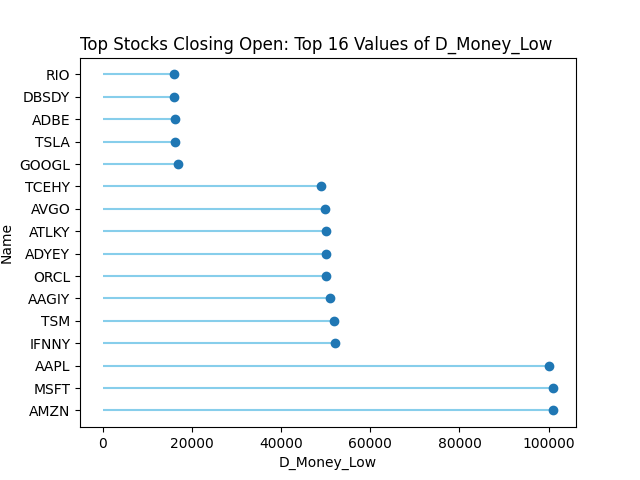 Top Stocks Closing Open: Top 16 Values of D_Money_Low
RIO
DBSDY
ADBE
TSLA
GOOGL
TCEHY
AVGO
ATLKY
ADYEY
ORCL
AAGIY
TSM
IFNNY
AAPL
MSFT
AMZN
Name
0 20000 40000 60000 80000 100000
D_Money_Low